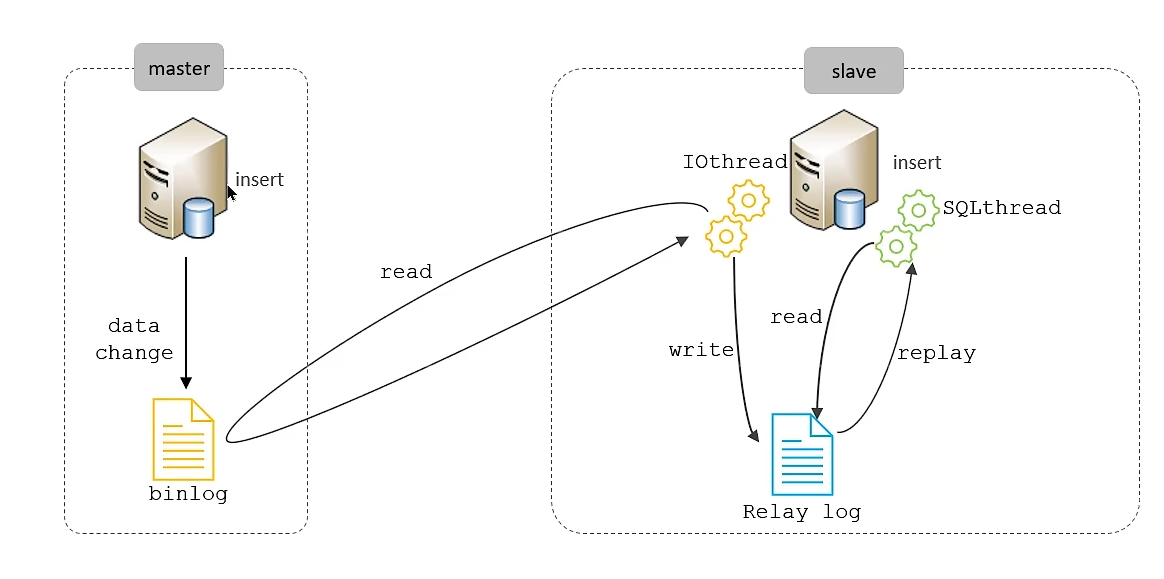 master
slave
insert
data
change
binlog
read
IOthread
insert
SQLthread
write
read
replay
Relay log